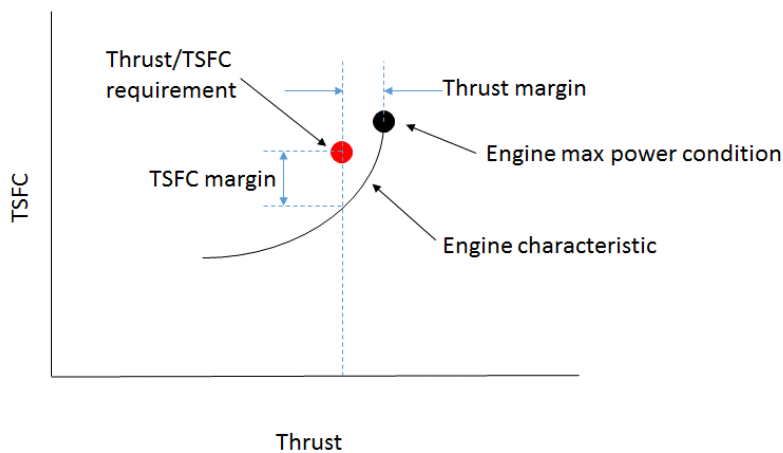 Thrust/TSFC
requirement
Thrust margin
Engine max power condition
TSFC margin
TSFC
Engine characteristic
Thrust